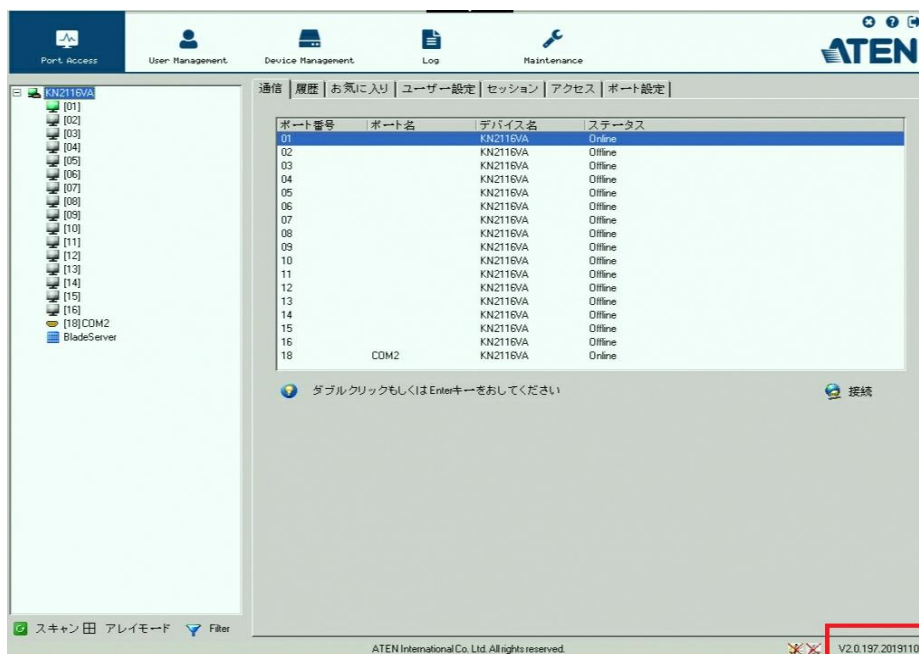 Port Access User Management Device Management Log Maintenance ATEN
KN2116VA
[01]
[02]
[03]
[04]
[05]
[06]
[07]
[08]
[09]
[10]
[11]
[12]
[13]
[14]
[15]
[16]
[18]COM2
BladeServer
スキャン アレイモード Filter
通信 履歴 お気に入り ユーザー設定 セッション アクセス ポート設定
ポート番号 ポート名 デバイス名 ステータス
01 KN2116VA Online
02 KN2116VA Offline
03 KN2116VA Offline
04 KN2116VA Offline
05 KN2116VA Offline
06 KN2116VA Offline
07 KN2116VA Offline
08 KN2116VA Offline
09 KN2116VA Offline
10 KN2116VA Offline
11 KN2116VA Offline
12 KN2116VA Offline
13 KN2116VA Offline
14 KN2116VA Offline
15 KN2116VA Offline
16 KN2116VA Offline
18 COM2 KN2116VA Online
ダブルクリックもしくはEnterキーをおしてください 接続
ATEN International Co. Ltd. All rights reserved. V2.0.197.2019110